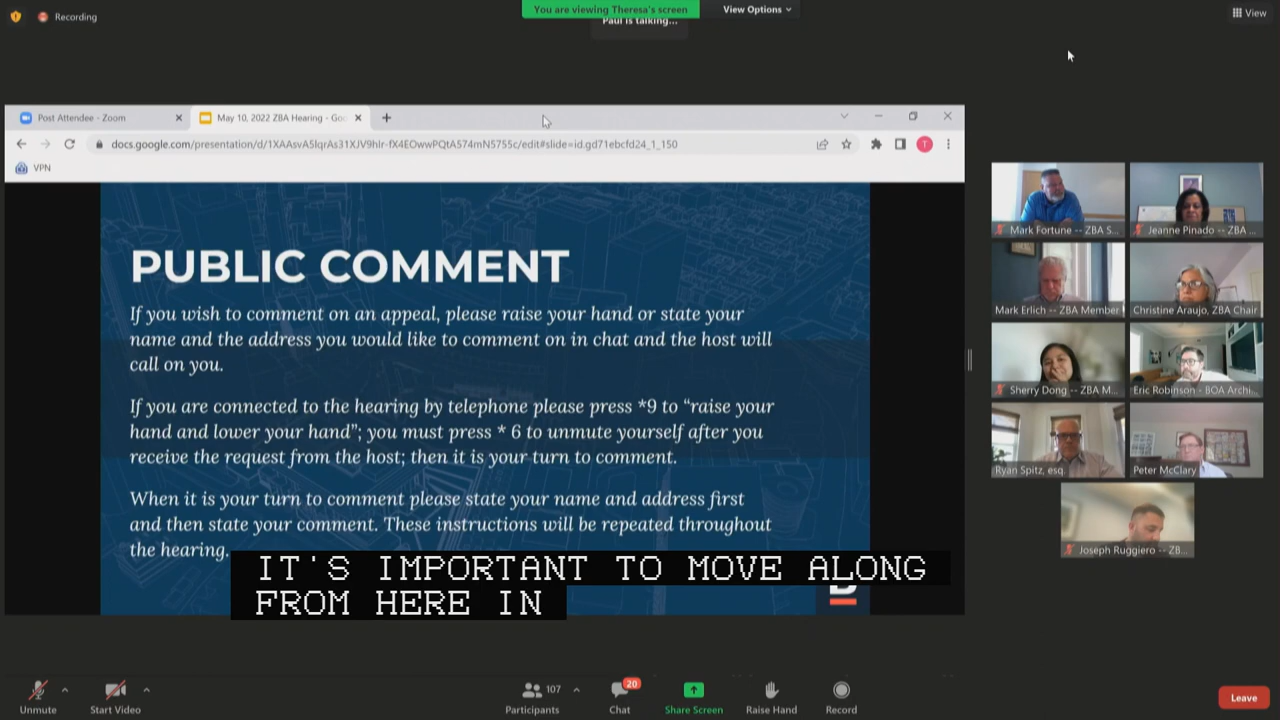 Recording
You are viewing Theresa's screen
View Options
Paul is talking...
View
Post Attendee - Zoom
May 10, 2022 ZBA Hearing - Goo
docs.google.com/presentation/d/1XAAsvA5lqrAs31XJV9hlr-fX4EOwwPQtA574mN5755c/edit#slide=id.gd71ebcfd24_1_150
T
VPN
PUBLIC COMMENT
If you wish to comment on an appeal, please raise your hand or state your
name and the address you would like to comment on in chat and the host will
call on you.
If you are connected to the hearing by telephone please press *9 to “raise your
hand and lower your hand”; you must press * 6 to unmute yourself after you
receive the request from the host; then it is your turn to comment.
When it is your turn to comment please state your name and address first
and then state your comment. These instructions will be repeated throughout
the hearing.
IT'S IMPORTANT TO MOVE ALONG
FROM HERE IN
Mark Fortune -- ZBA S...
Jeanne Pinado -- ZBA ...
Mark Erlich -- ZBA Member
Christine Araujo, ZBA Chair
Sherry Dong -- ZBA M...
Eric Robinson - BOA Archi...
Ryan Spitz, esq.
Peter McClary
Joseph Ruggiero -- ZB...
Unmute
Start Video
107
Participants
20
Chat
Share Screen
Raise Hand
Record
Leave